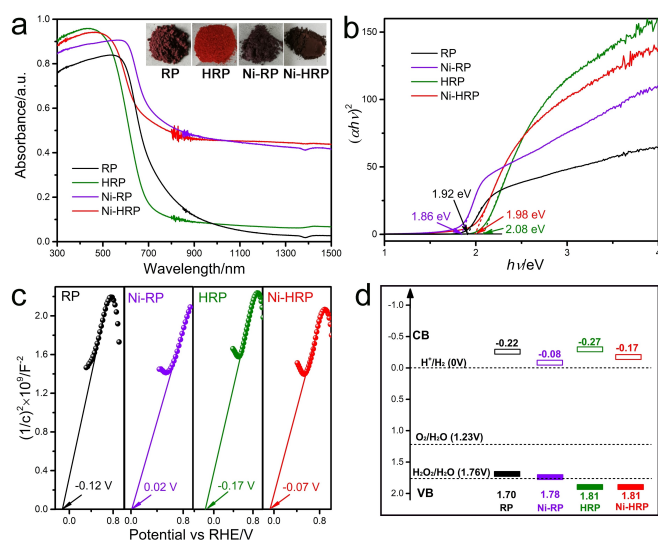 a
RP HRP Ni-RP Ni-HRP
Absorbance/a.u.
1.0
0.8
0.6
0.4
0.2
0.0
RP
HRP
Ni-RP
Ni-HRP
300 500 700 900 1100 1300 1500
Wavelength/nm
b
(αhν)²
150
100
50
0
RP
Ni-RP
HRP
Ni-HRP
1.92 eV
1.86 eV
1.98 eV
2.08 eV
1 2 3 4
hν/eV
c
(1/c)²×10⁹/F⁻²
2.4
2.0
1.6
1.2
0.8
0.4
0.0
RP Ni-RP HRP Ni-HRP
-0.12 V 0.02 V -0.17 V -0.07 V
0.0 0.8 0.0 0.8 0.0 0.8 0.0 0.8
Potential vs RHE/V
d
-1.0
-0.5
0.0
0.5
1.0
1.5
2.0
CB
-0.22 -0.08 -0.27 -0.17
H⁺/H₂ (0V)
O₂/H₂O (1.23V)
H₂O₂/H₂O (1.76V)
VB
1.70 1.78 1.81 1.81
RP Ni-RP HRP Ni-HRP